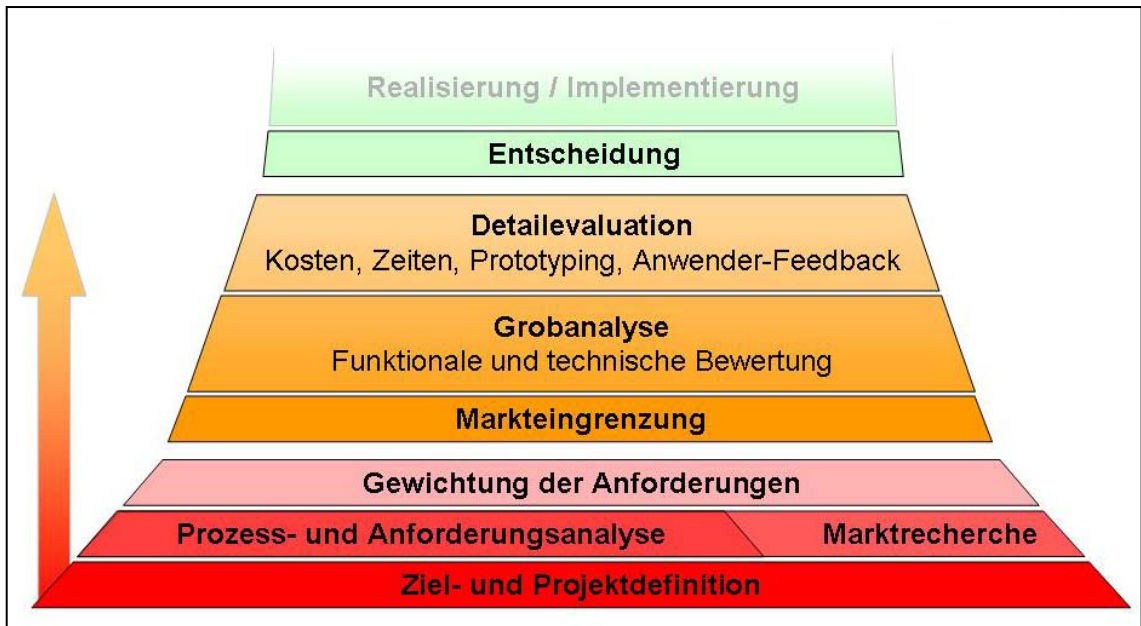 Realisierung / Implementierung
Entscheidung
Detailevaluation
Kosten, Zeiten, Prototyping, Anwender-Feedback
Grobanalyse
Funktionale und technische Bewertung
Markteingrenzung
Gewichtung der Anforderungen
Prozess- und Anforderungsanalyse
Marktrecherche
Ziel- und Projektdefinition